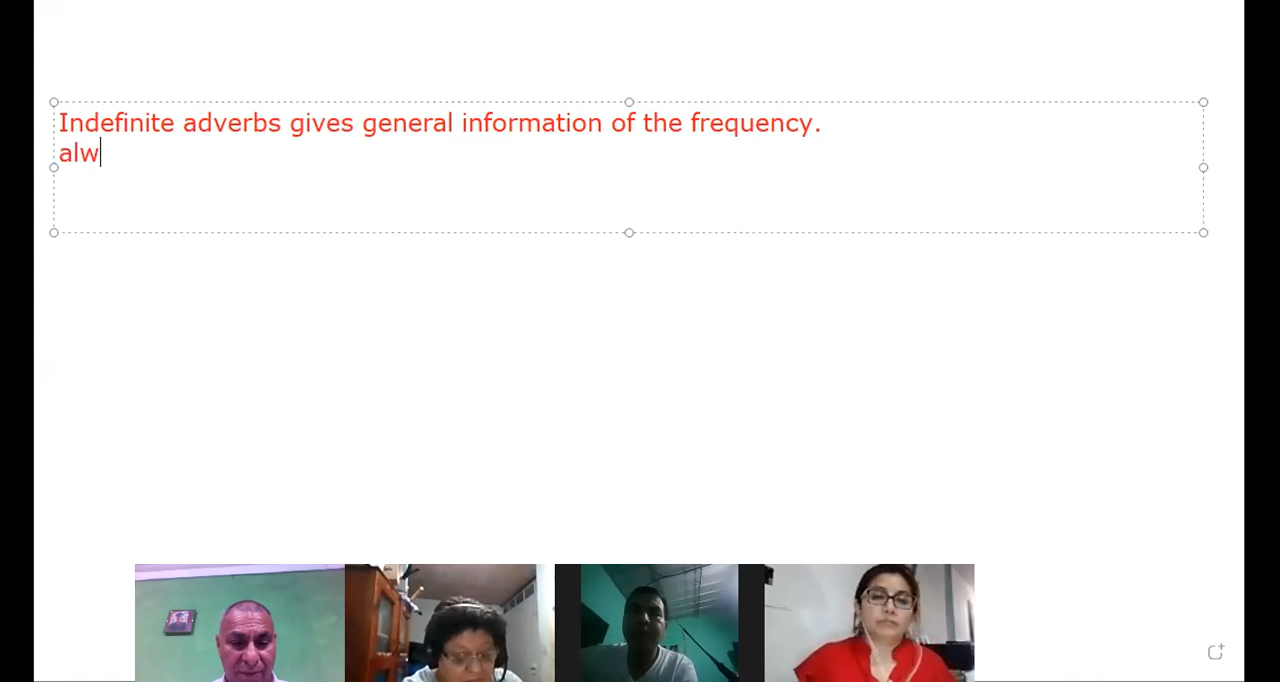 Indefinite adverbs gives general information of the frequency.
alw